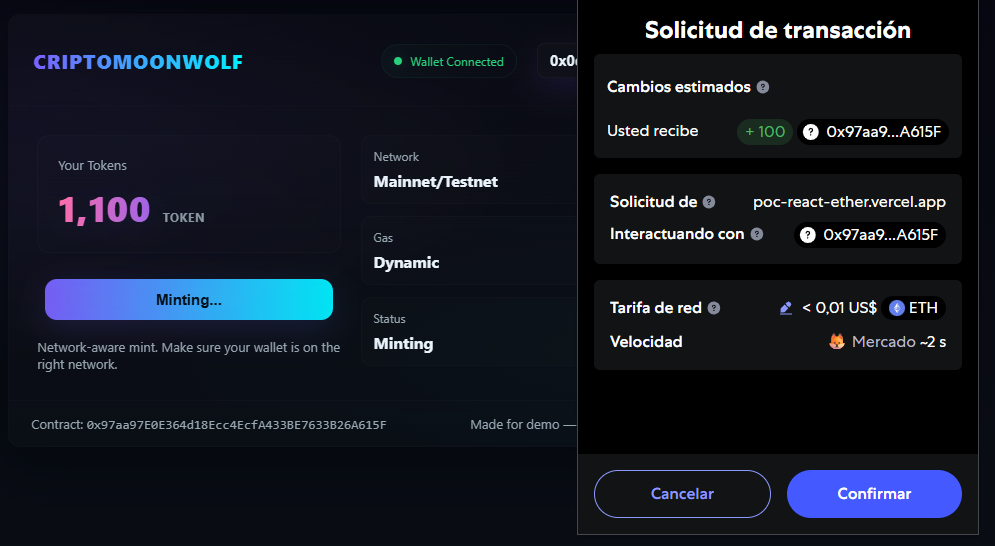 CRIPTOMOONWOLF
Wallet Connected
Your Tokens
1,100 TOKEN
Minting...
Network-aware mint. Make sure your wallet is on the
right network.
Network
Mainnet/Testnet
Gas
Dynamic
Status
Minting
Contract: 0x97aa97E0E364d18Ecc4EcfA433BE7633B26A615F
Made for demo —
Solicitud de transacción
Cambios estimados ?
Usted recibe + 100 ? 0x97aa9...A615F
Solicitud de ? poc-react-ether.vercel.app
Interactuando con ? ? 0x97aa9...A615F
Tarifa de red ? < 0,01 US$ ETH
Velocidad Mercado ~2 s
Cancelar Confirmar